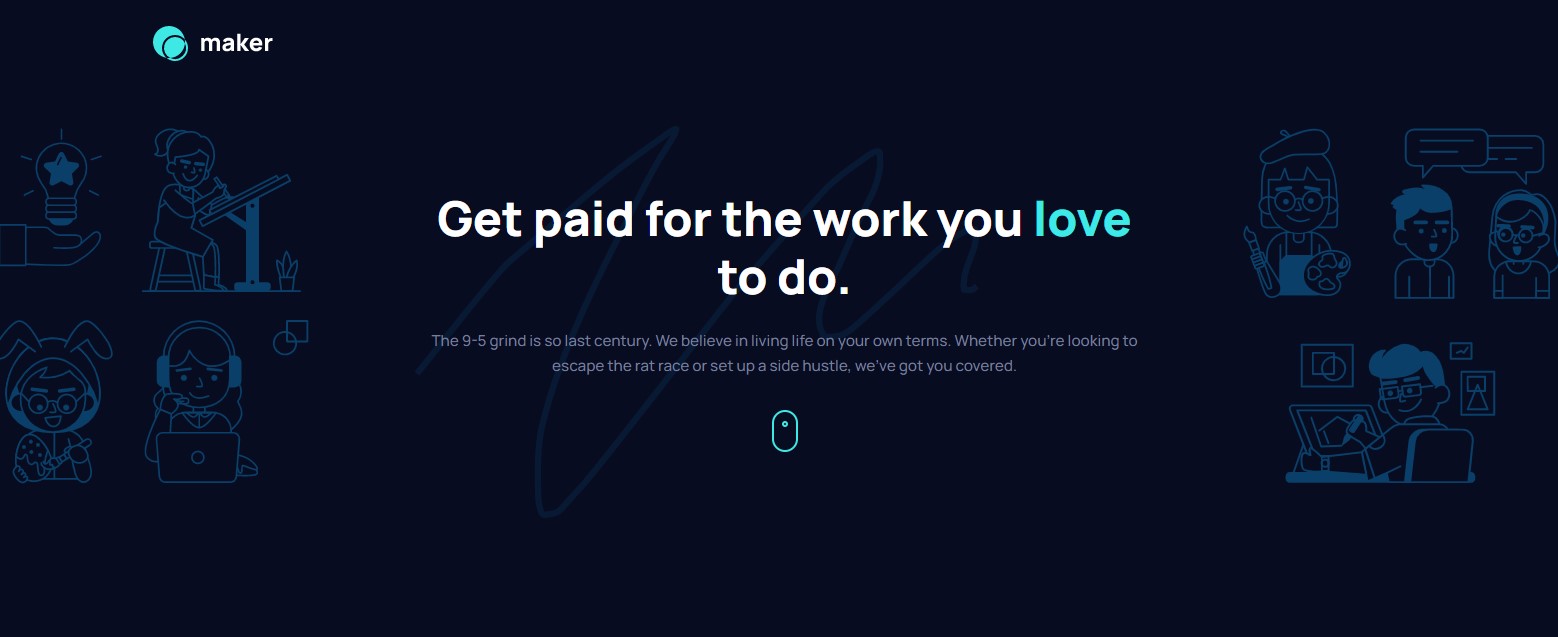 maker
Get paid for the work you love
to do.
The 9-5 grind is so last century. We believe in living life on your own terms. Whether you're looking to
escape the rat race or set up a side hustle, we've got you covered.